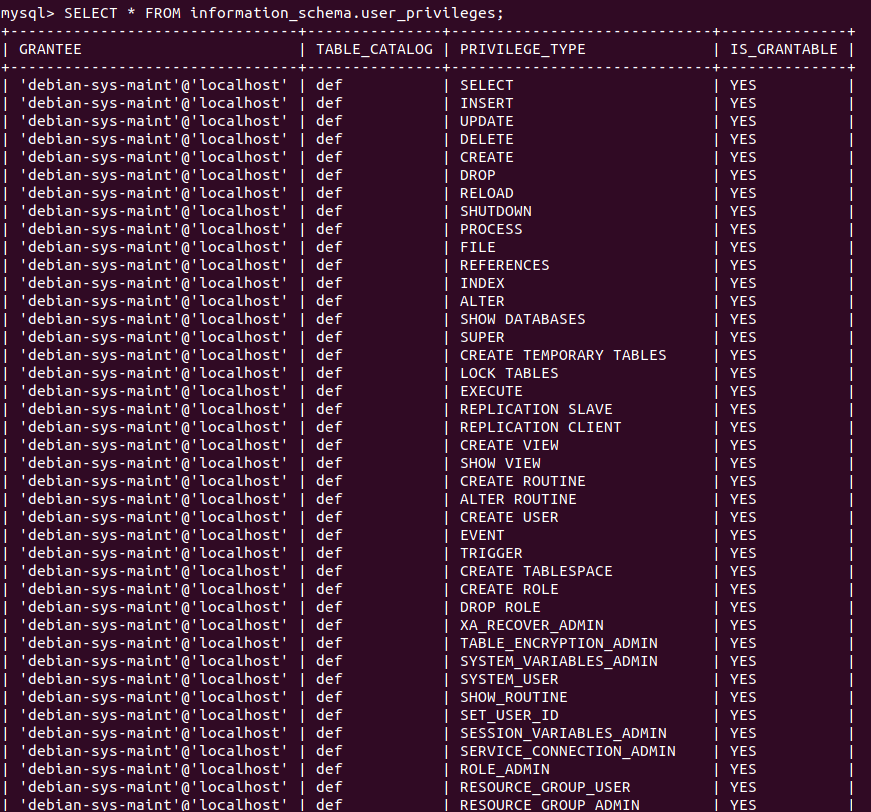 mysql> SELECT * FROM information_schema.user_privileges;
+--------------------------------+---------------+-----------------------------+--------------+
| GRANTEE                        | TABLE_CATALOG | PRIVILEGE_TYPE              | IS_GRANTABLE |
+--------------------------------+---------------+-----------------------------+--------------+
| 'debian-sys-maint'@'localhost' | def           | SELECT                      | YES          |
| 'debian-sys-maint'@'localhost' | def           | INSERT                      | YES          |
| 'debian-sys-maint'@'localhost' | def           | UPDATE                      | YES          |
| 'debian-sys-maint'@'localhost' | def           | DELETE                      | YES          |
| 'debian-sys-maint'@'localhost' | def           | CREATE                      | YES          |
| 'debian-sys-maint'@'localhost' | def           | DROP                        | YES          |
| 'debian-sys-maint'@'localhost' | def           | RELOAD                      | YES          |
| 'debian-sys-maint'@'localhost' | def           | SHUTDOWN                    | YES          |
| 'debian-sys-maint'@'localhost' | def           | PROCESS                     | YES          |
| 'debian-sys-maint'@'localhost' | def           | FILE                        | YES          |
| 'debian-sys-maint'@'localhost' | def           | REFERENCES                  | YES          |
| 'debian-sys-maint'@'localhost' | def           | INDEX                       | YES          |
| 'debian-sys-maint'@'localhost' | def           | ALTER                       | YES          |
| 'debian-sys-maint'@'localhost' | def           | SHOW DATABASES              | YES          |
| 'debian-sys-maint'@'localhost' | def           | SUPER                       | YES          |
| 'debian-sys-maint'@'localhost' | def           | CREATE TEMPORARY TABLES     | YES          |
| 'debian-sys-maint'@'localhost' | def           | LOCK TABLES                 | YES          |
| 'debian-sys-maint'@'localhost' | def           | EXECUTE                     | YES          |
| 'debian-sys-maint'@'localhost' | def           | REPLICATION SLAVE           | YES          |
| 'debian-sys-maint'@'localhost' | def           | REPLICATION CLIENT          | YES          |
| 'debian-sys-maint'@'localhost' | def           | CREATE VIEW                 | YES          |
| 'debian-sys-maint'@'localhost' | def           | SHOW VIEW                   | YES          |
| 'debian-sys-maint'@'localhost' | def           | CREATE ROUTINE              | YES          |
| 'debian-sys-maint'@'localhost' | def           | ALTER ROUTINE               | YES          |
| 'debian-sys-maint'@'localhost' | def           | CREATE USER                 | YES          |
| 'debian-sys-maint'@'localhost' | def           | EVENT                       | YES          |
| 'debian-sys-maint'@'localhost' | def           | TRIGGER                     | YES          |
| 'debian-sys-maint'@'localhost' | def           | CREATE TABLESPACE           | YES          |
| 'debian-sys-maint'@'localhost' | def           | CREATE ROLE                 | YES          |
| 'debian-sys-maint'@'localhost' | def           | DROP ROLE                   | YES          |
| 'debian-sys-maint'@'localhost' | def           | XA_RECOVER_ADMIN            | YES          |
| 'debian-sys-maint'@'localhost' | def           | TABLE_ENCRYPTION_ADMIN      | YES          |
| 'debian-sys-maint'@'localhost' | def           | SYSTEM_VARIABLES_ADMIN      | YES          |
| 'debian-sys-maint'@'localhost' | def           | SYSTEM_USER                 | YES          |
| 'debian-sys-maint'@'localhost' | def           | SHOW_ROUTINE                | YES          |
| 'debian-sys-maint'@'localhost' | def           | SET_USER_ID                 | YES          |
| 'debian-sys-maint'@'localhost' | def           | SESSION_VARIABLES_ADMIN     | YES          |
| 'debian-sys-maint'@'localhost' | def           | SERVICE_CONNECTION_ADMIN    | YES          |
| 'debian-sys-maint'@'localhost' | def           | ROLE_ADMIN                  | YES          |
| 'debian-sys-maint'@'localhost' | def           | RESOURCE_GROUP_USER         | YES          |
| 'debian-sys-maint'@'localhost' | def           | RESOURCE_GROUP_ADMIN        | YES          |